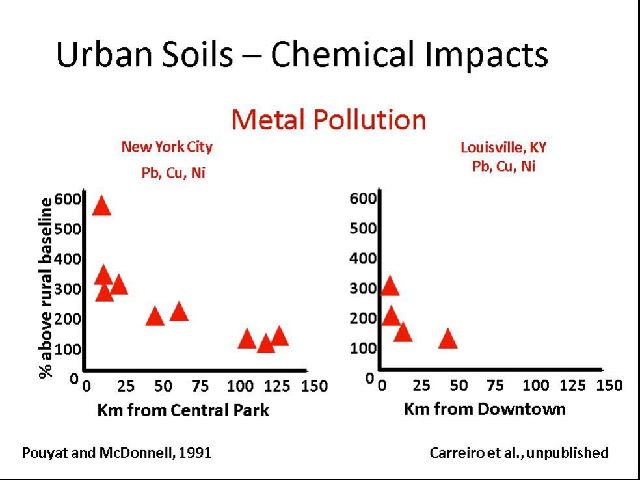 Urban Soils – Chemical Impacts
Metal Pollution
New York City
Pb, Cu, Ni
Louisville, KY
Pb, Cu, Ni
% above rural baseline
600
500
400
300
200
100
0
0 25 50 75 100 125 150
Km from Central Park
600
500
400
300
200
100
0
0 25 50 75 100 125 150
Km from Downtown
Pouyat and McDonnell, 1991
Carreiro et al., unpublished